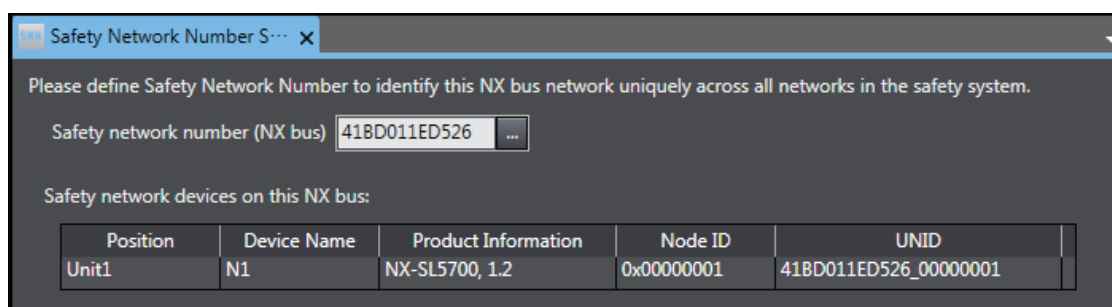 SNN Safety Network Number S··· X
Please define Safety Network Number to identify this NX bus network uniquely across all networks in the safety system.
Safety network number (NX bus) 41BD011ED526 ...
Safety network devices on this NX bus:
Position Device Name Product Information Node ID UNID
Unit1 N1 NX-SL5700, 1.2 0x00000001 41BD011ED526_00000001